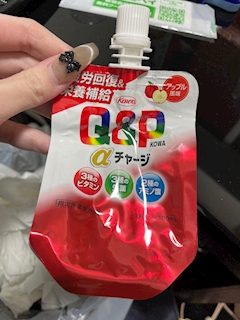 労回復&
栄養補給
Kowa
アップル
風味
Q&P
KOWA
αチャージ
3種の
ビタミン
2種の
アミノ酸